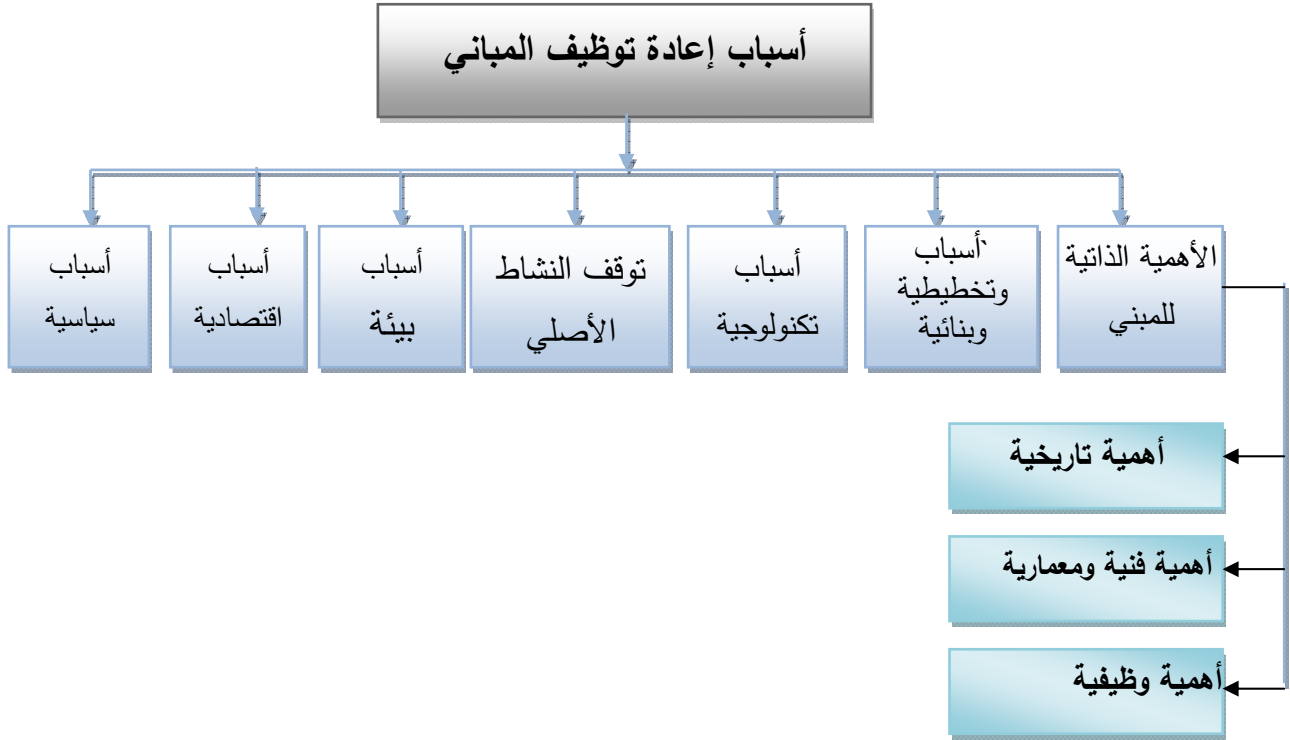 أسباب إعادة توظيف المباني
الأهمية الذاتية
للمبني
`أسباب
وتخطيطية
وبنائية
أسباب
تكنولوجية
توقف النشاط
الأصلي
أسباب
بيئة
أسباب
اقتصادية
أسباب
سياسية
أهمية تاريخية
أهمية فنية ومعمارية
أهمية وظيفية